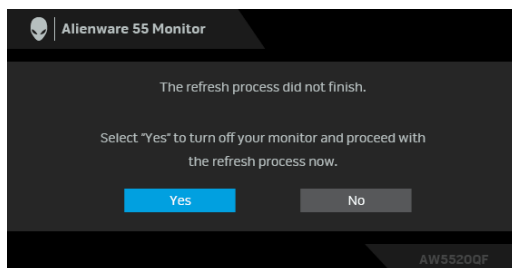 Alienware 55 Monitor
The refresh process did not finish.
Select "Yes" to turn off your monitor and proceed with
the refresh process now.
Yes No
AW5520QF